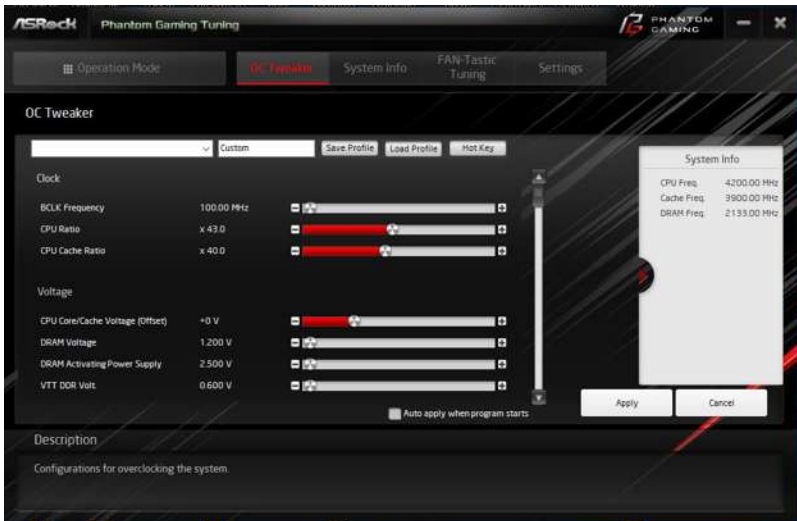 ASRock Phantom Gaming Tuning PHANTOM GAMING
Operation Mode OC Tweaker System Info FAN-Tastic Tuning Settings
OC Tweaker
Custom Save Profile Load Profile Hot Key
System Info
Clock
CPU Freq. 4200.00 MHz
Cache Freq. 3900.00 MHz
DRAM Freq. 2133.00 MHz
BCLK Frequency 100.00 MHz
CPU Ratio x 43.0
CPU Cache Ratio x 40.0
Voltage
CPU Core/Cache Voltage (Offset) +0 V
DRAM Voltage 1.200 V
DRAM Activating Power Supply 2.500 V
VTT DDR Volt. 0.600 V
Auto apply when program starts
Apply Cancel
Description
Configurations for overclocking the system.